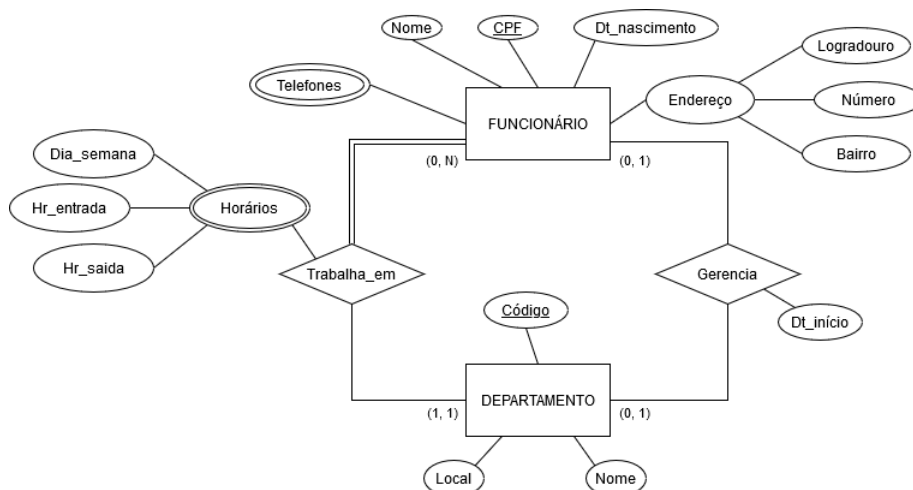 Nome
CPF
Dt_nascimento
Logradouro
Telefones
Endereço
Número
FUNCIONÁRIO
Dia_semana
(0, N)
(0, 1)
Bairro
Hr_entrada
Horários
Hr_saida
Trabalha_em
Gerencia
Código
Dt_início
DEPARTAMENTO
(1, 1)
(0, 1)
Local
Nome